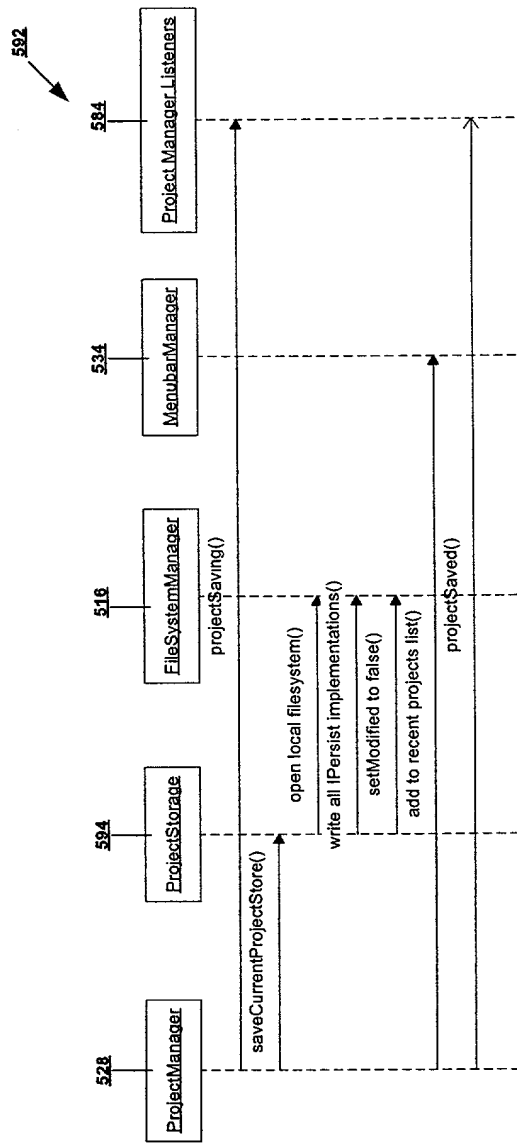 592
528
ProjectManager
594
ProjectStorage
516
FileSystemManager
534
MenubarManager
584
Project Manager Listeners
projectSaving()
saveCurrentProjectStore()
open local filesystem()
write all IPersist implementations()
setModified to false()
add to recent projects list()
projectSaved()